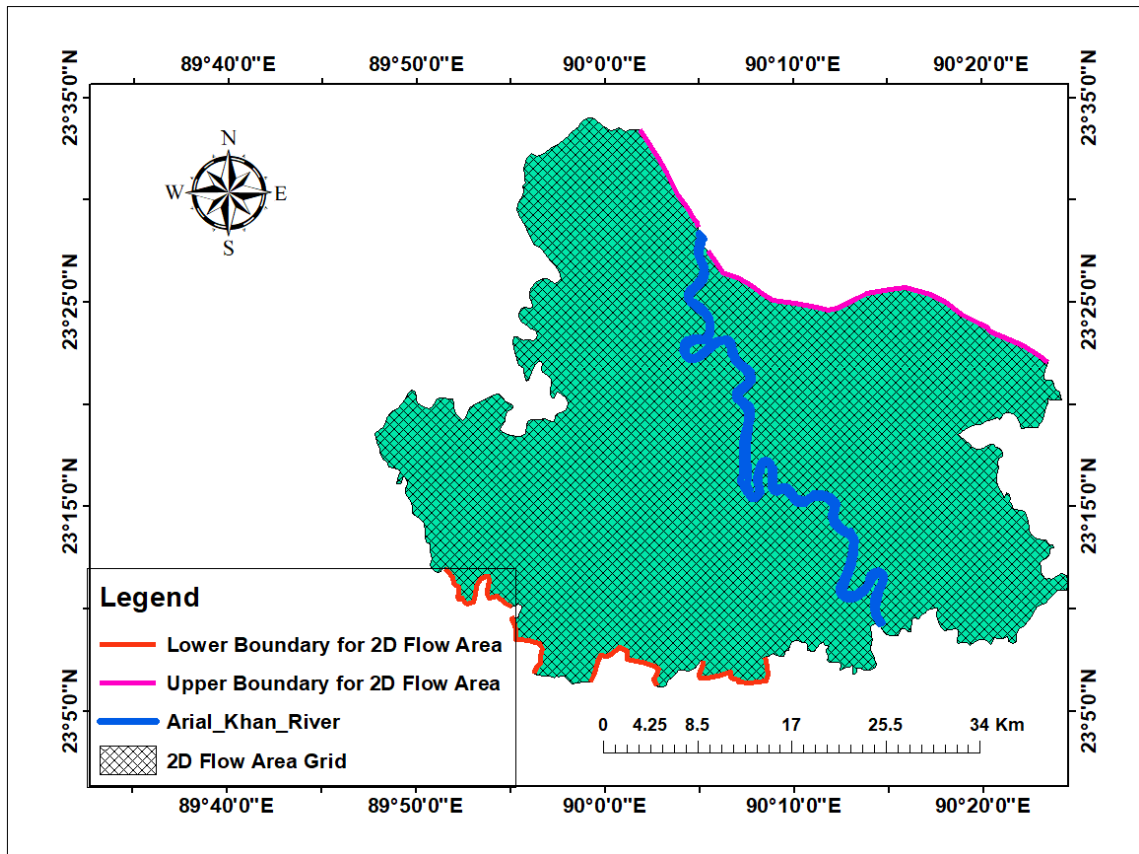 89°40'0"E 89°50'0"E 90°0'0"E 90°10'0"E 90°20'0"E
23°35'0"N 23°35'0"N
N
W E
S
23°25'0"N 23°25'0"N
23°15'0"N 23°15'0"N
Legend
Lower Boundary for 2D Flow Area
Upper Boundary for 2D Flow Area
Arial_Khan_River
2D Flow Area Grid
0 4.25 8.5 17 25.5 34 Km
23°5'0"N 23°5'0"N
89°40'0"E 89°50'0"E 90°0'0"E 90°10'0"E 90°20'0"E